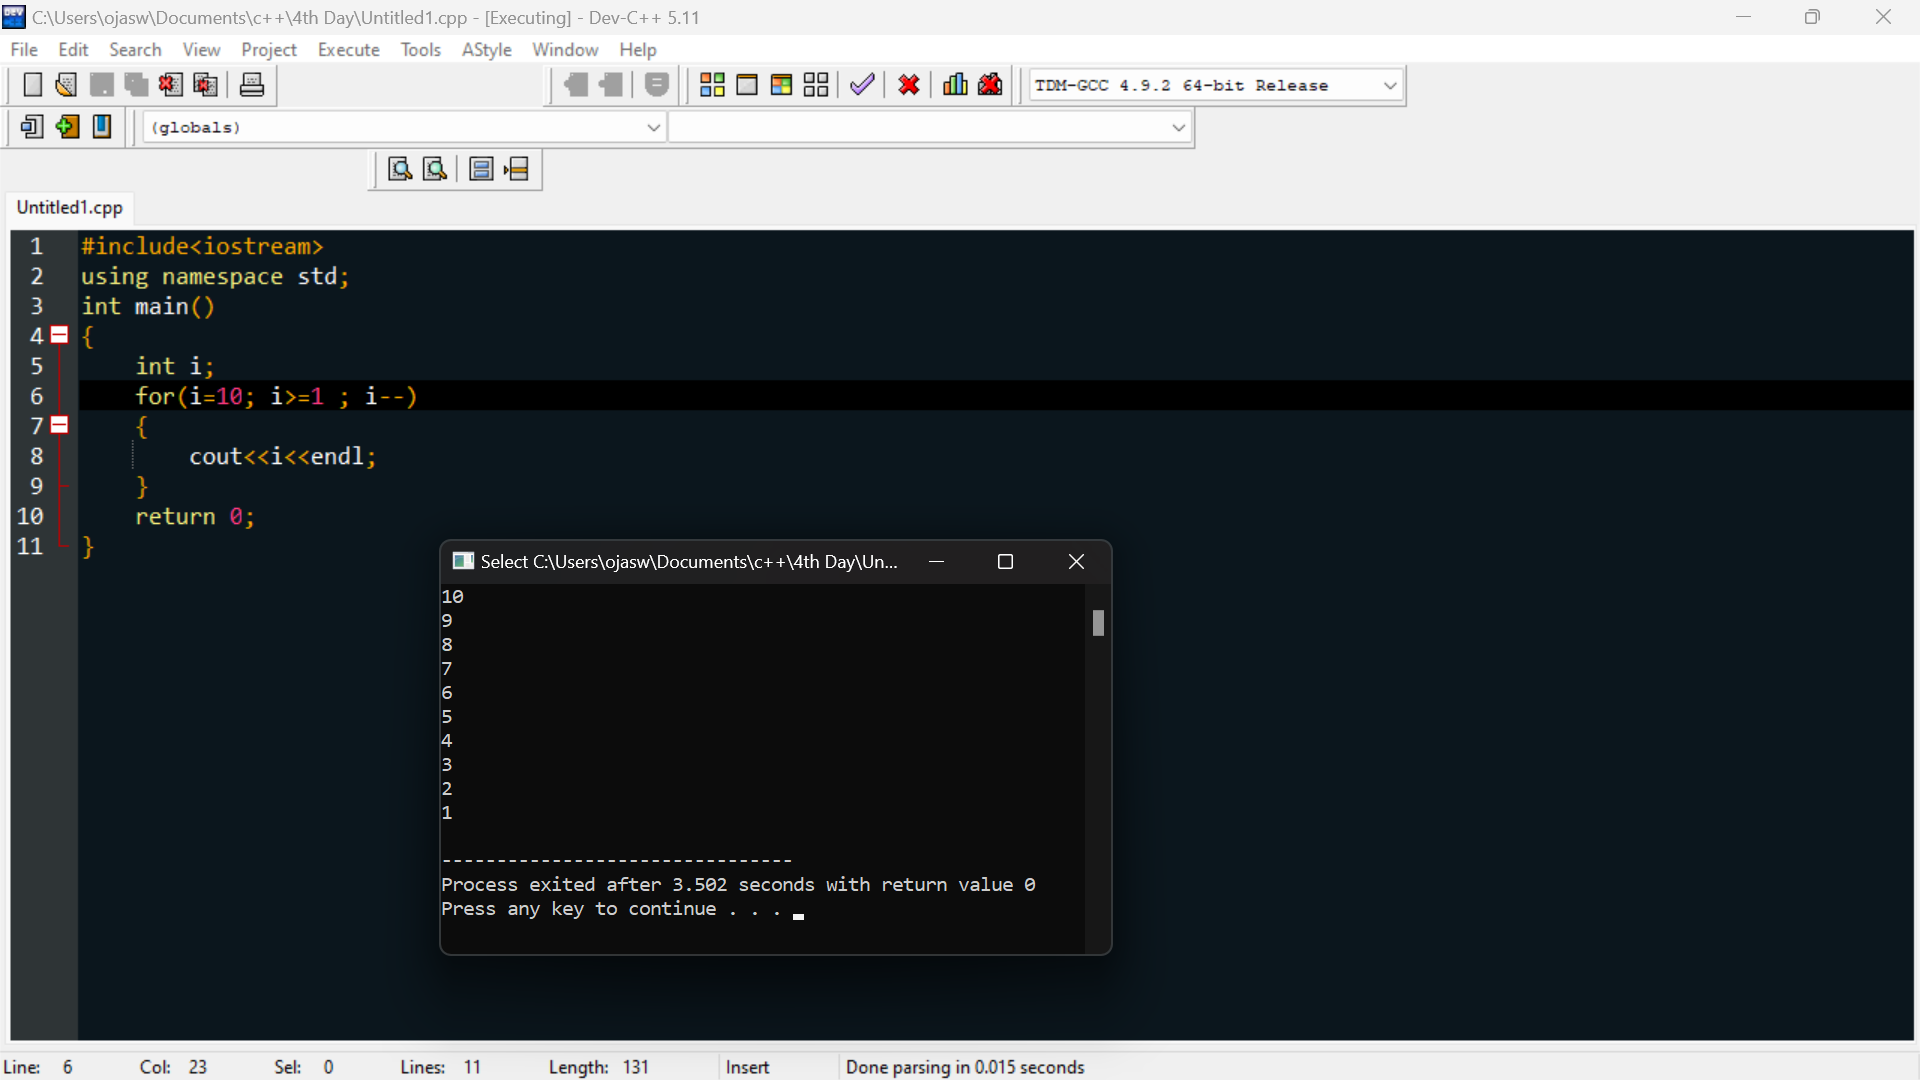 C:\Users\ojasw\Documents\c++\4th Day\Untitled1.cpp - [Executing] - Dev-C++ 5.11
File Edit Search View Project Execute Tools AStyle Window Help
TDM-GCC 4.9.2 64-bit Release
(globals)
Untitled1.cpp
1 #include<iostream>
2 using namespace std;
3 int main()
4 {
5 int i;
6 for(i=10; i>=1 ; i--)
7 {
8 cout<<i<<endl;
9 }
10 return 0;
11 }
Select C:\Users\ojasw\Documents\c++\4th Day\Un...
10
9
8
7
6
5
4
3
2
1
--------------------------------
Process exited after 3.502 seconds with return value 0
Press any key to continue . . .
Line: 6 Col: 23 Sel: 0 Lines: 11 Length: 131 Insert Done parsing in 0.015 seconds